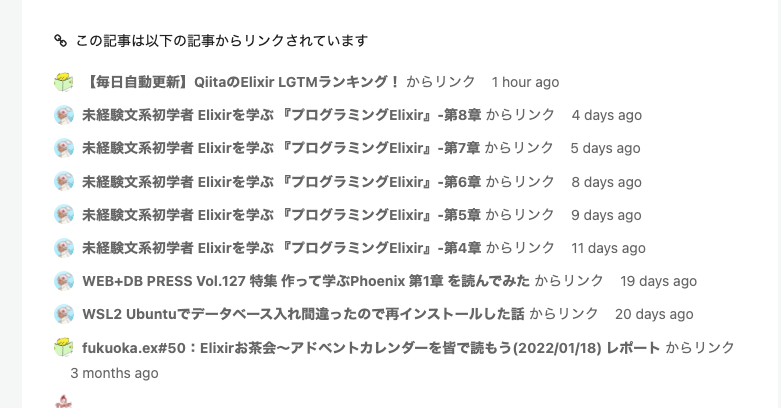 この記事は以下の記事からリンクされています
【毎日自動更新】QiitaのElixir LGTMランキング！ からリンク 1 hour ago
未経験文系初学者 Elixirを学ぶ 『プログラミングElixir』-第8章 からリンク 4 days ago
未経験文系初学者 Elixirを学ぶ 『プログラミングElixir』-第7章 からリンク 5 days ago
未経験文系初学者 Elixirを学ぶ 『プログラミングElixir』-第6章 からリンク 8 days ago
未経験文系初学者 Elixirを学ぶ 『プログラミングElixir』-第5章 からリンク 9 days ago
未経験文系初学者 Elixirを学ぶ 『プログラミングElixir』-第4章 からリンク 11 days ago
WEB+DB PRESS Vol.127 特集 作って学ぶPhoenix 第1章 を読んでみた からリンク 19 days ago
WSL2 Ubuntuでデータベース入れ間違ったので再インストールした話 からリンク 20 days ago
fukuoka.ex#50：Elixirお茶会〜アドベントカレンダーを皆で読もう(2022/01/18) レポート からリンク
3 months ago